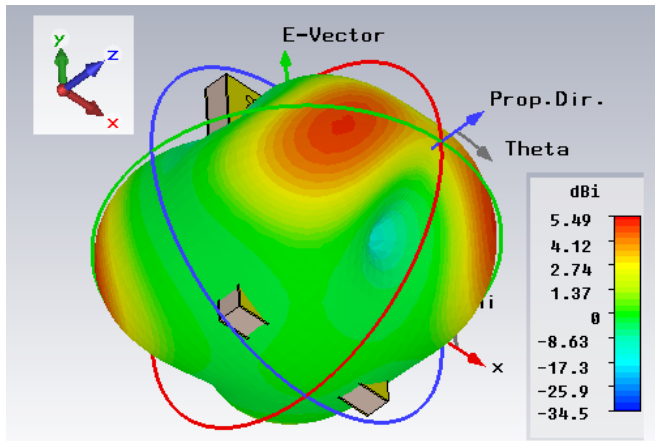 y
z
x
E-Vector
Prop.Dir.
Theta
dBi
5.49
4.12
2.74
1.37
0
-8.63
-17.3
-25.9
-34.5
x